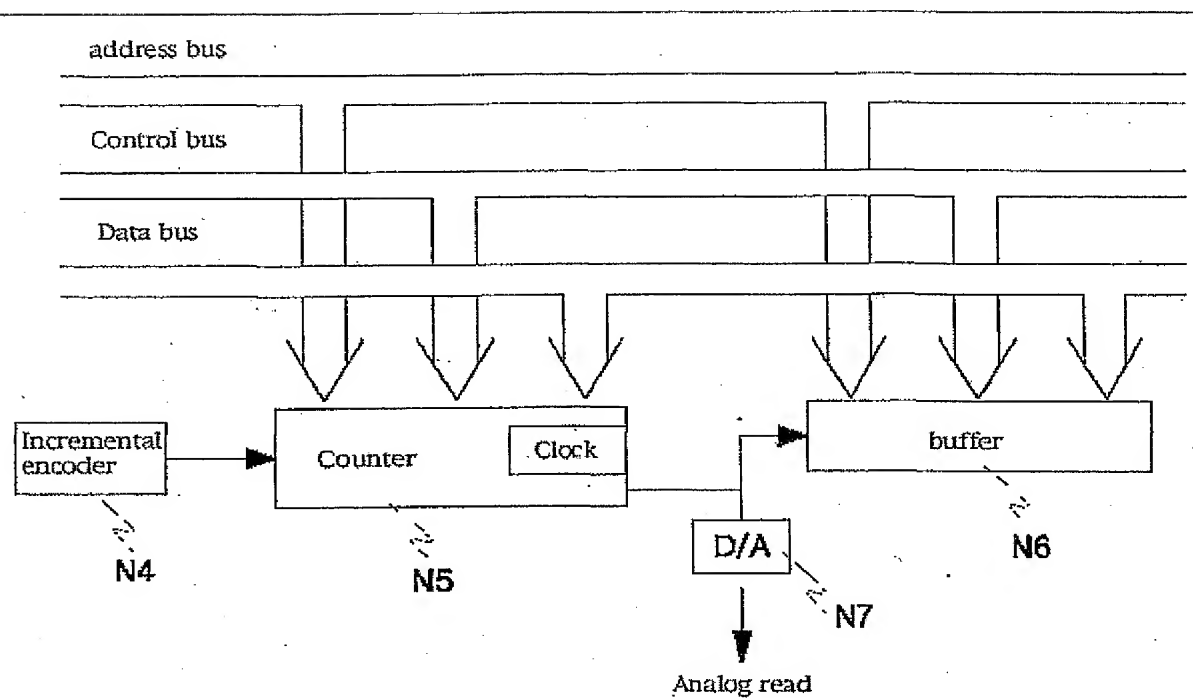 address bus
Control bus
Data bus
Incremental
encoder
Counter
Clock
buffer
D/A
N4
N5
N6
N7
Analog read